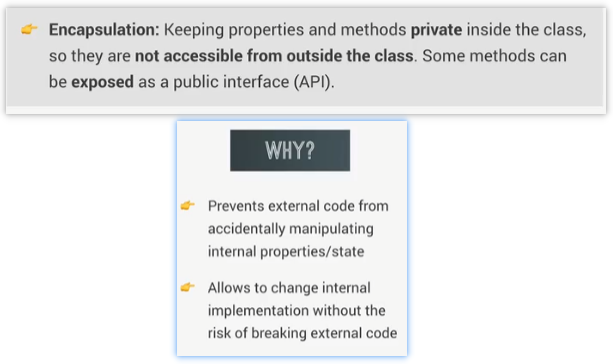 👉 Encapsulation: Keeping properties and methods private inside the class,
so they are not accessible from outside the class. Some methods can
be exposed as a public interface (API).
WHY?
👉 Prevents external code from
accidentally manipulating
internal properties/state
👉 Allows to change internal
implementation without the
risk of breaking external code